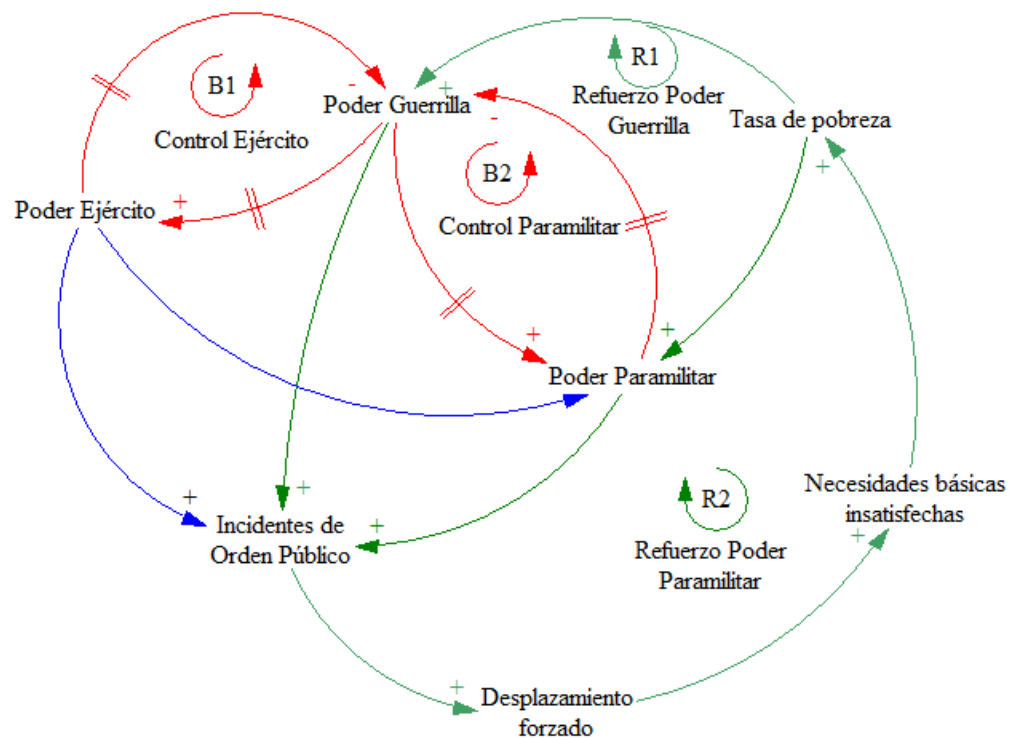 R1
B1
-
+
Poder Guerrilla
Refuerzo Poder
Guerrilla
Tasa de pobreza
-
Control Ejército
+
B2
+
Poder Ejército
Control Paramilitar
+
+
Poder Paramilitar
+
+
+
Necesidades básicas
insatisfechas
R2
Incidentes de
Orden Público
+
Refuerzo Poder
Paramilitar
+
Desplazamiento
forzado